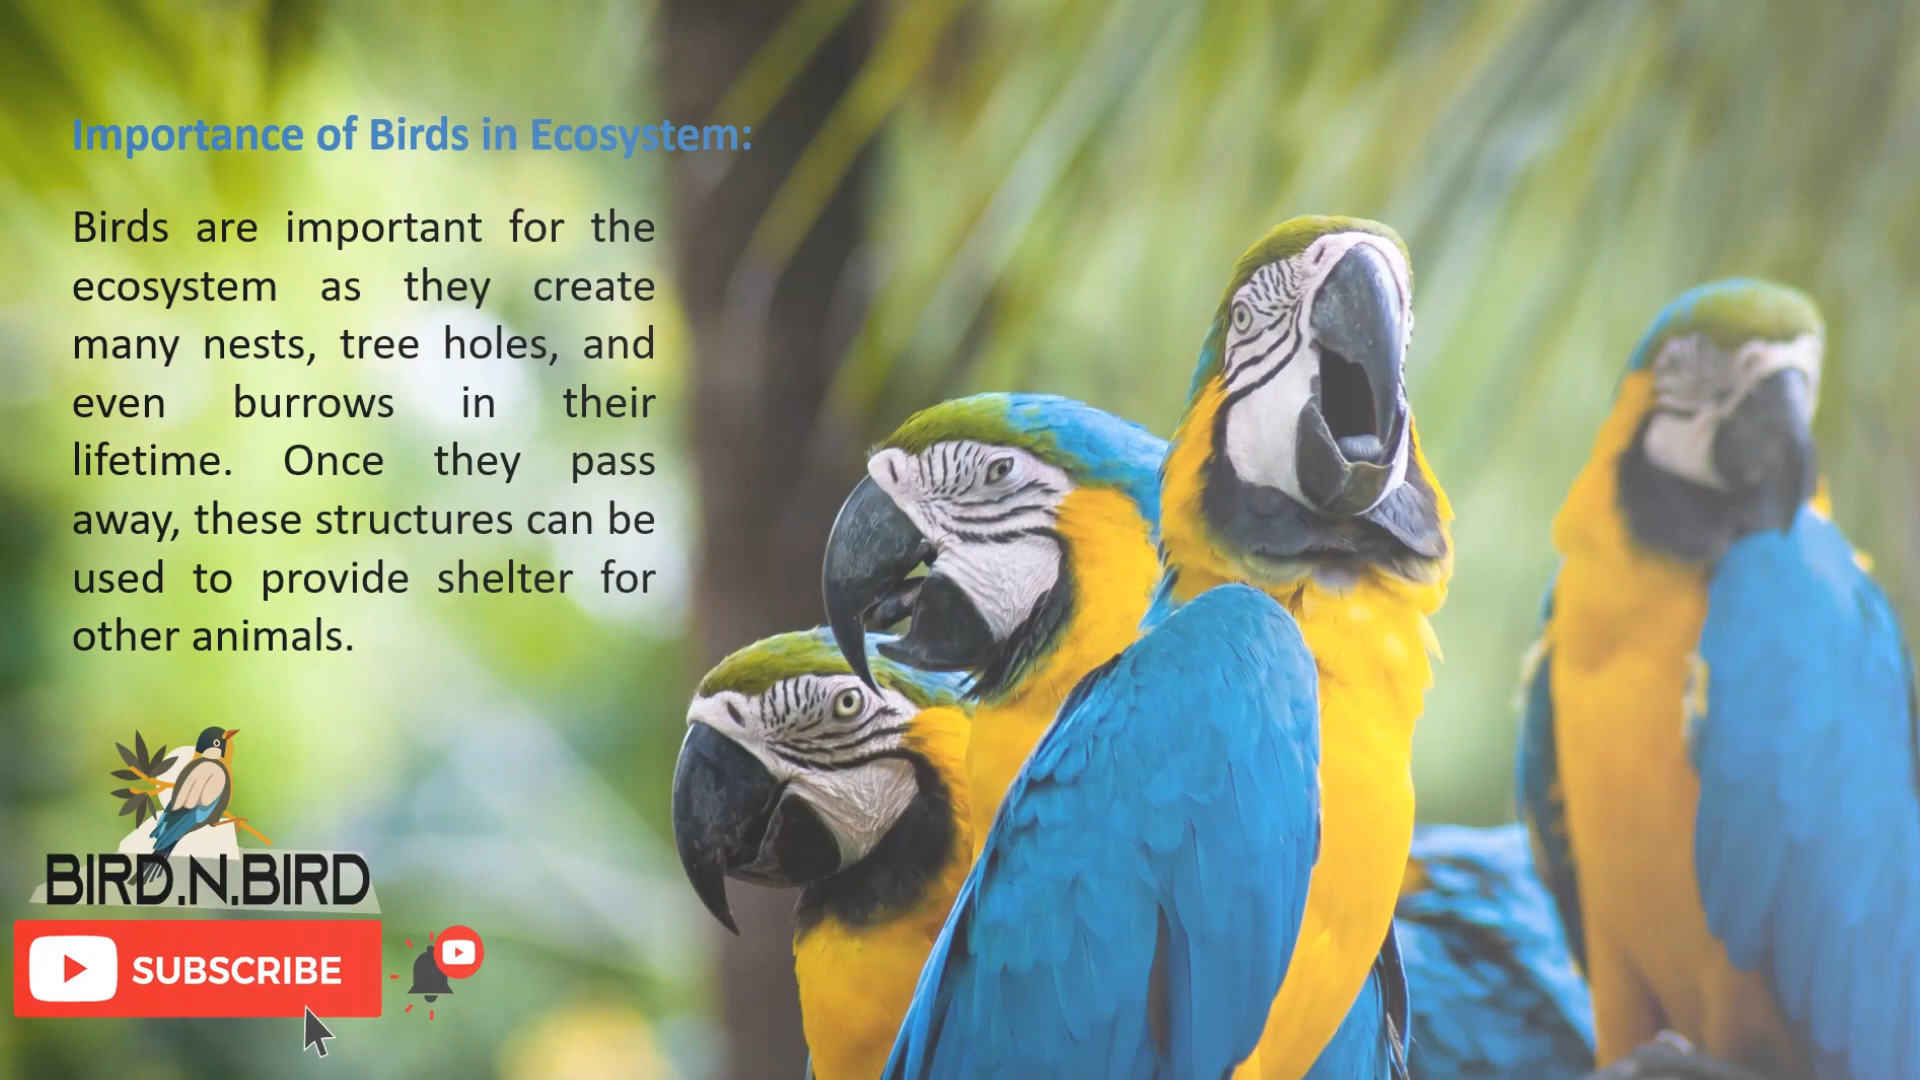 Importance of Birds in Ecosystem:
Birds are important for the
ecosystem as they create
many nests, tree holes, and
even burrows in their
lifetime. Once they pass
away, these structures can be
used to provide shelter for
other animals.
BIRD.N.BIRD
SUBSCRIBE